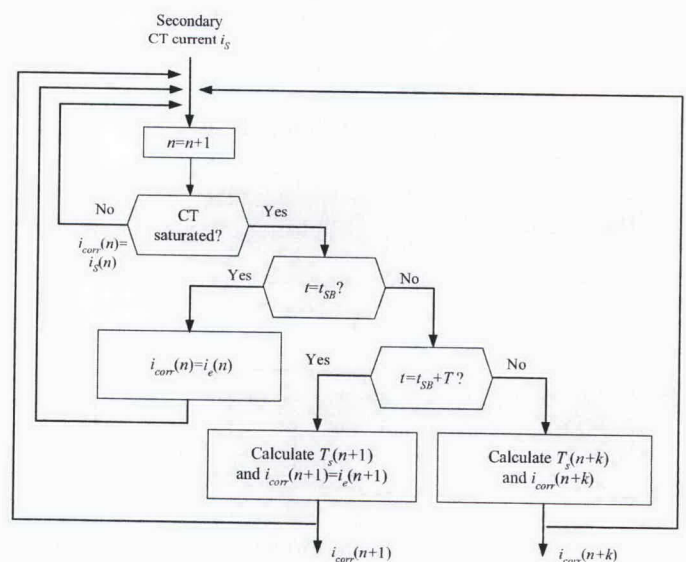 Secondary
CT current i_S
n=n+1
No
CT
saturated?
Yes
i_corr(n)=
i_S(n)
Yes
t=t_SB?
No
i_corr(n)=i_e(n)
Yes
t=t_SB+T?
No
Calculate T_s(n+1)
and i_corr(n+1)=i_e(n+1)
Calculate T_s(n+k)
and i_corr(n+k)
i_corr(n+1)
i_corr(n+k)